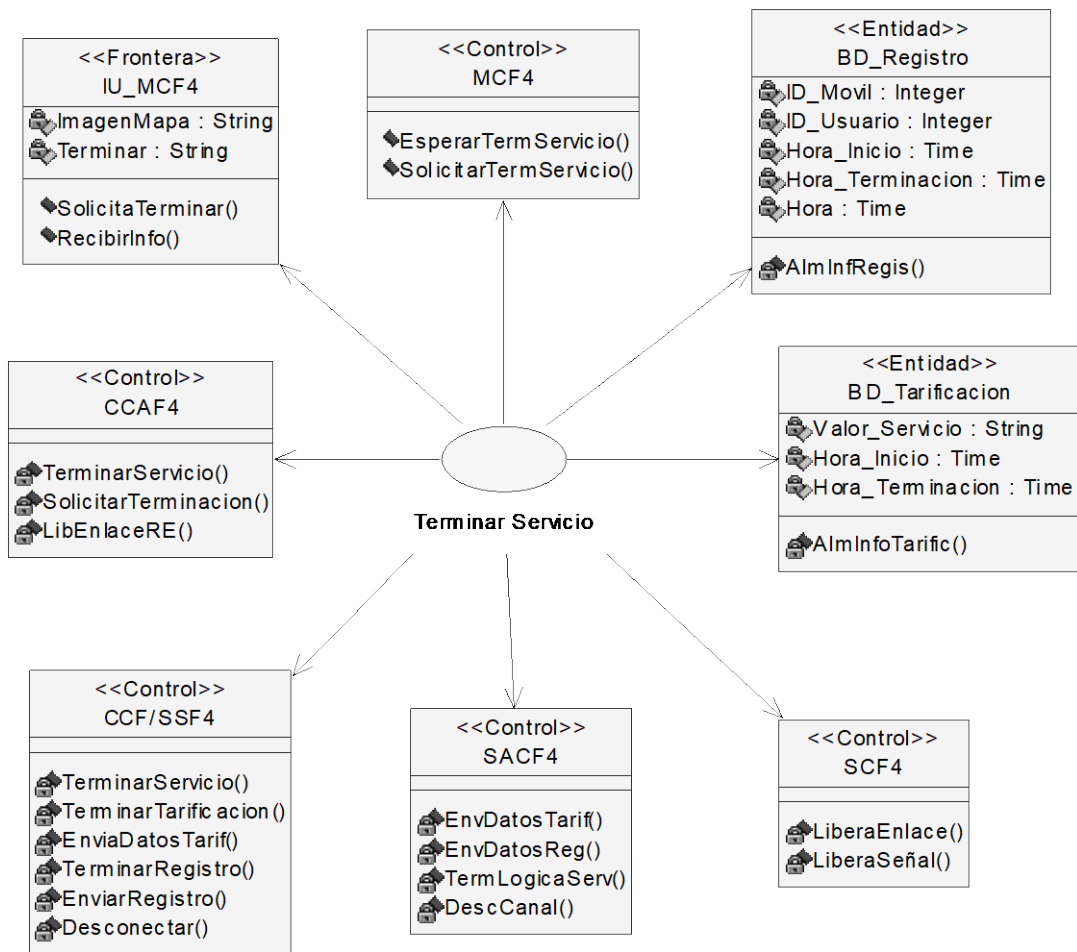 <<Frontera>>
IU_MCF4
ImagenMapa : String
Terminar : String
SolicitaTerminar()
RecibirInfo()
<<Control>>
MCF4
EsperarTermServicio()
SolicitarTermServicio()
<<Entidad>>
BD_Registro
ID_Movil : Integer
ID_Usuario : Integer
Hora_Inicio : Time
Hora_Terminacion : Time
Hora : Time
AlmInfRegis()
<<Control>>
CCAF4
TerminarServicio()
SolicitarTerminacion()
LibEnlaceRE()
Terminar Servicio
<<Entidad>>
BD_Tarificacion
Valor_Servicio : String
Hora_Inicio : Time
Hora_Terminacion : Time
AlmInfoTarific()
<<Control>>
CCF/SSF4
TerminarServicio()
TerminarTarificacion()
EnviaDatosTarif()
TerminarRegistro()
EnviarRegistro()
Desconectar()
<<Control>>
SACF4
EnvDatosTarif()
EnvDatosReg()
TermLogicaServ()
DescCanal()
<<Control>>
SCF4
LiberaEnlace()
LiberaSeñal()